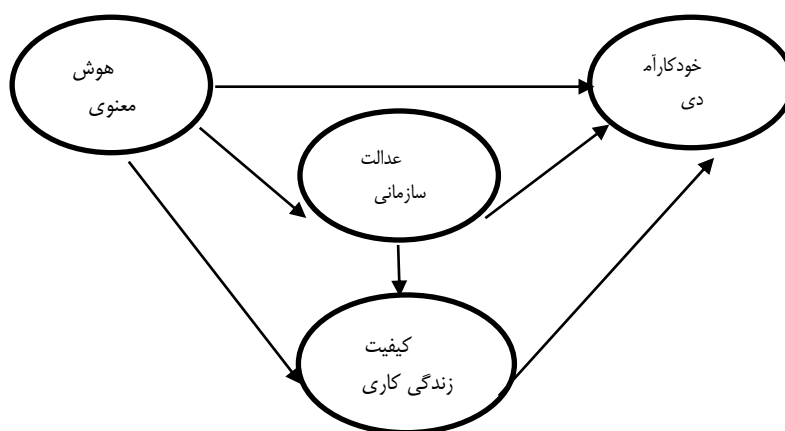 هوش
معنوی
خودکارآم
دی
عدالت
سازمانی
کیفیت
زندگی کاری